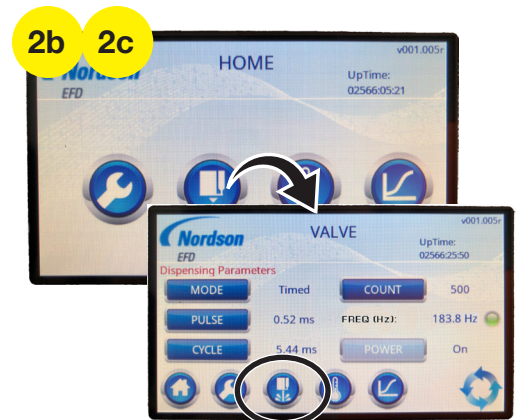 2b 2c
HOME
v001.005r
Nordson
EFD
UpTime:
02566:05:21
v001.005r
Nordson
EFD
VALVE
UpTime:
02566:25:50
Dispensing Parameters
MODE Timed COUNT 500
PULSE 0.52 ms FREQ (Hz): 183.8 Hz
CYCLE 5.44 ms POWER On